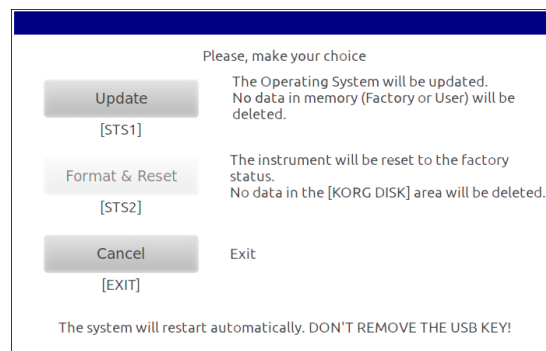 Please, make your choice
Update
[STS1]
The Operating System will be updated.
No data in memory (Factory or User) will be
deleted.
Format & Reset
[STS2]
The instrument will be reset to the factory
status.
No data in the [KORG DISK] area will be deleted.
Cancel
[EXIT]
Exit
The system will restart automatically. DON'T REMOVE THE USB KEY!